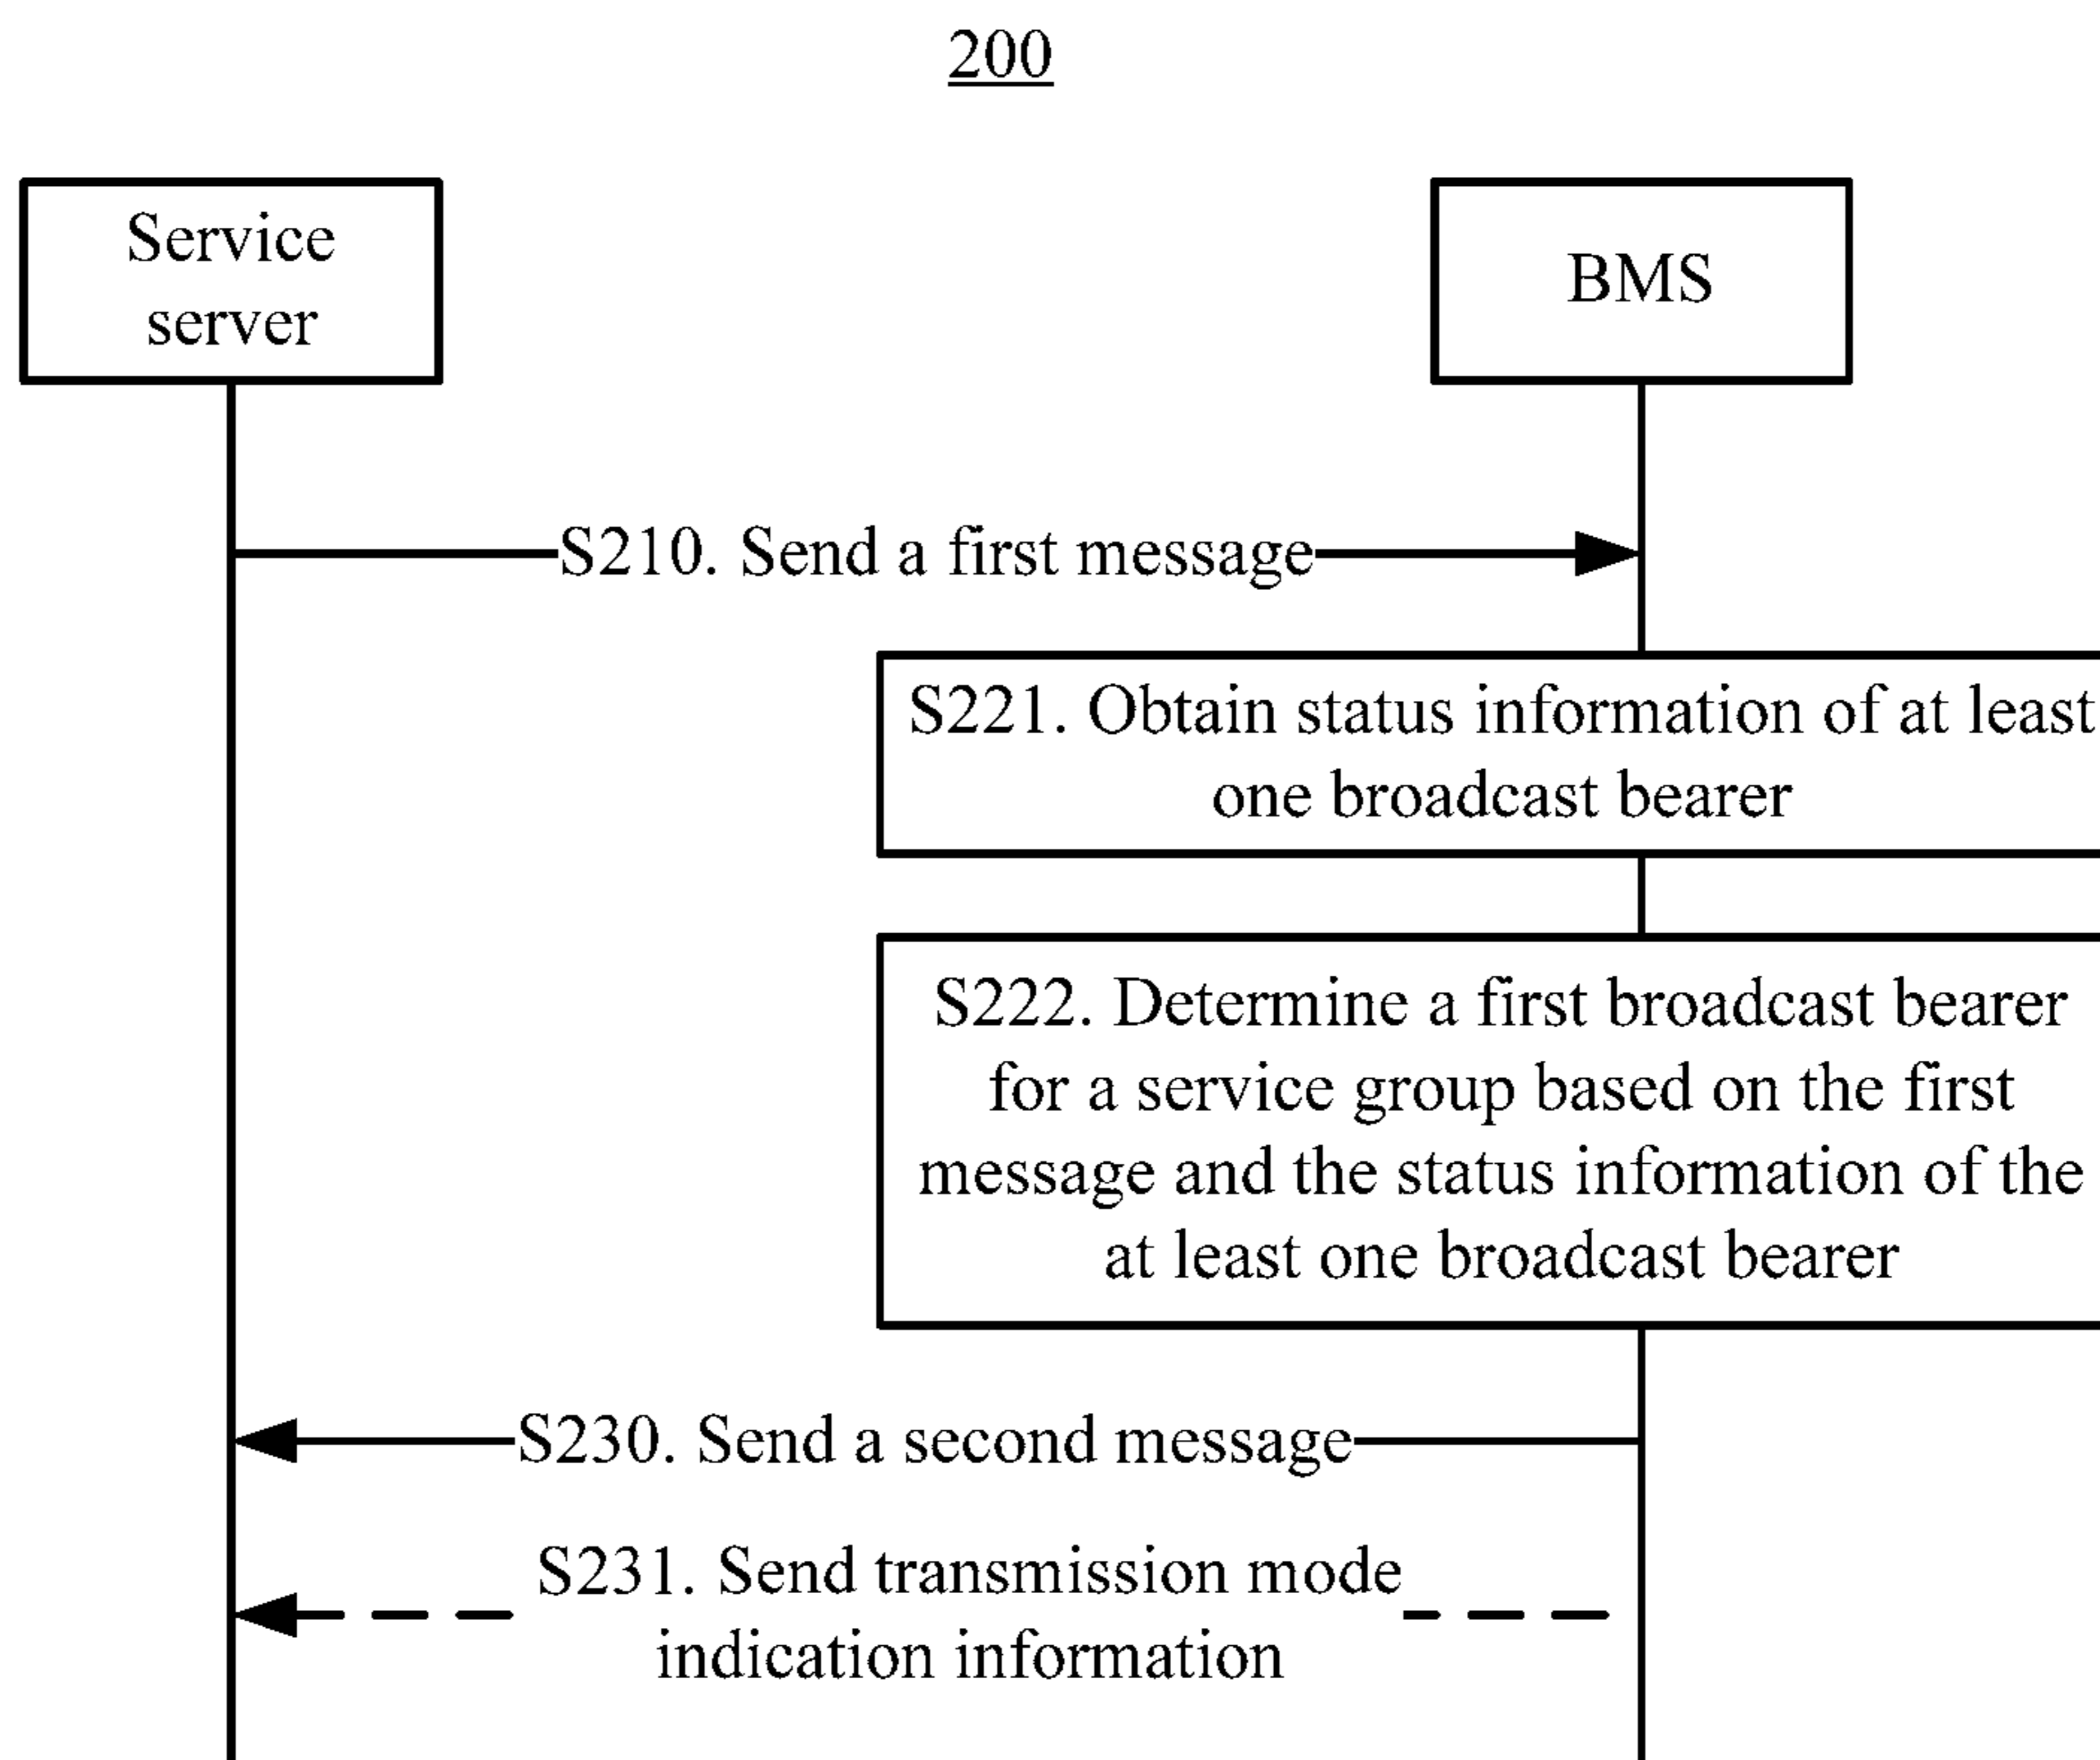 200
Service
server
BMS
S210. Send a first message
S221. Obtain status information of at least
one broadcast bearer
S222. Determine a first broadcast bearer
for a service group based on the first
message and the status information of the
at least one broadcast bearer
S230. Send a second message
S231. Send transmission mode
indication information